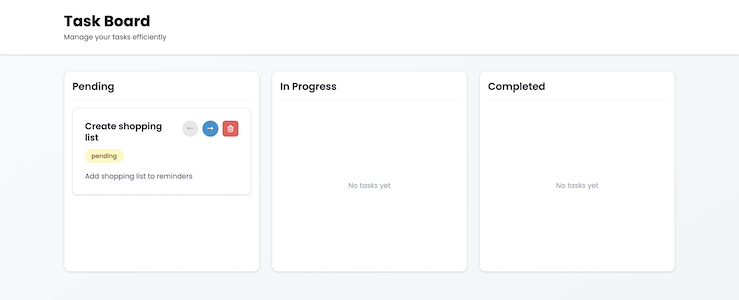 Task Board
Manage your tasks efficiently
Pending
In Progress
Completed
Create shopping
list
←
→
pending
Add shopping list to reminders
No tasks yet
No tasks yet